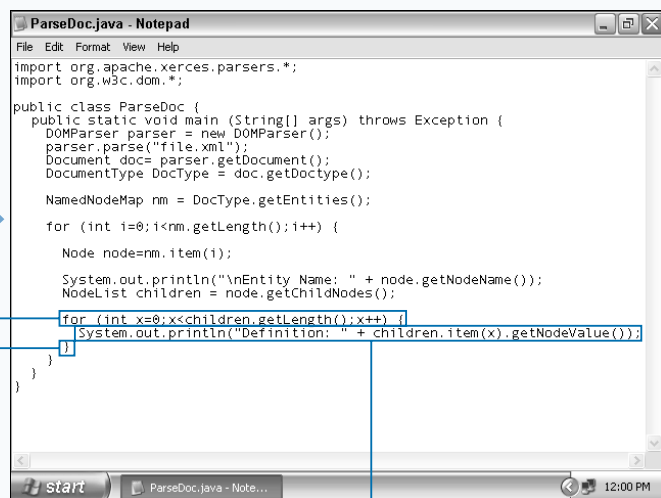 ParseDoc.java - Notepad
File Edit Format View Help
import org.apache.xerces.parsers.*;
import org.w3c.dom.*;
public class ParseDoc {
public static void main (String[] args) throws Exception {
DOMParser parser = new DOMParser();
parser.parse("file.xml");
Document doc= parser.getDocument();
DocumentType DocType = doc.getDoctype();
NamedNodeMap nm = DocType.getEntities();
for (int i=0;i<nm.getLength();i++) {
Node node=nm.item(i);
System.out.println("\nEntity Name: " + node.getNodeName());
NodeList children = node.getChildNodes();
for (int x=0;x<children.getLength();x++) {
System.out.println("Definition: " + children.item(x).getNodeValue());
}
}
}
}
start ParseDoc.java - Note... 12:00 PM